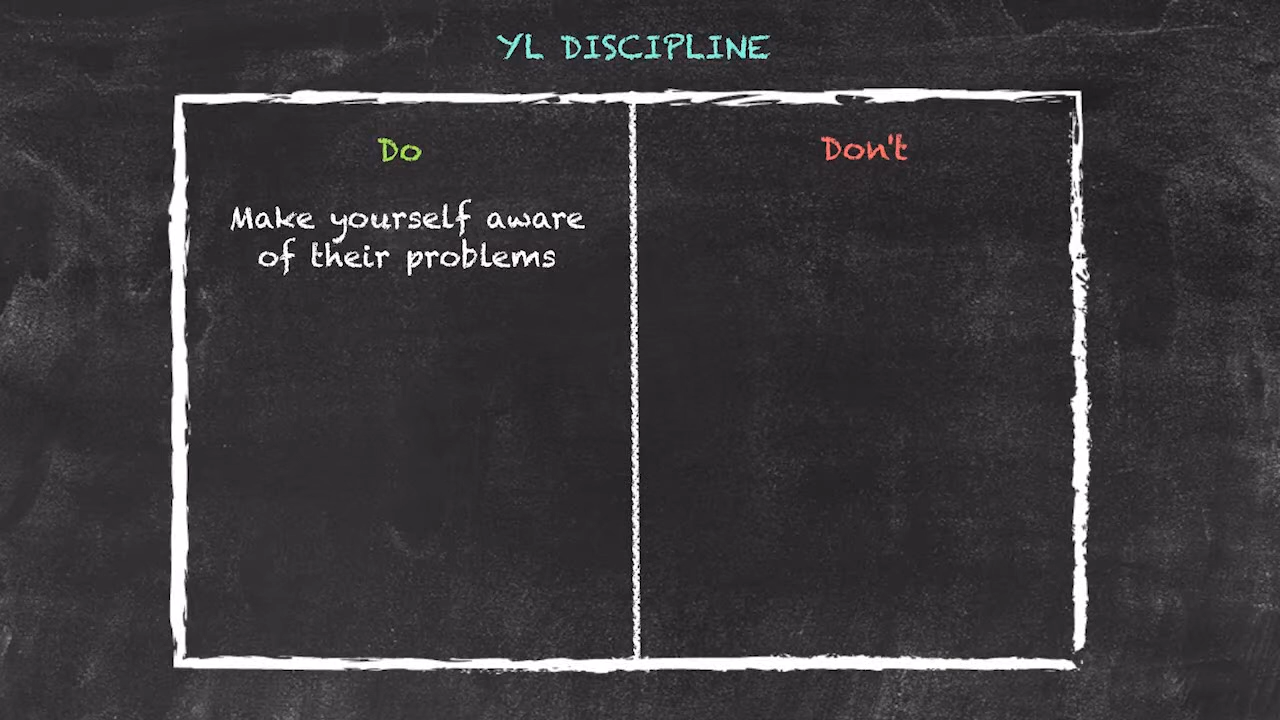 YL DISCIPLINE
Do
Don't
Make yourself aware
of their problems